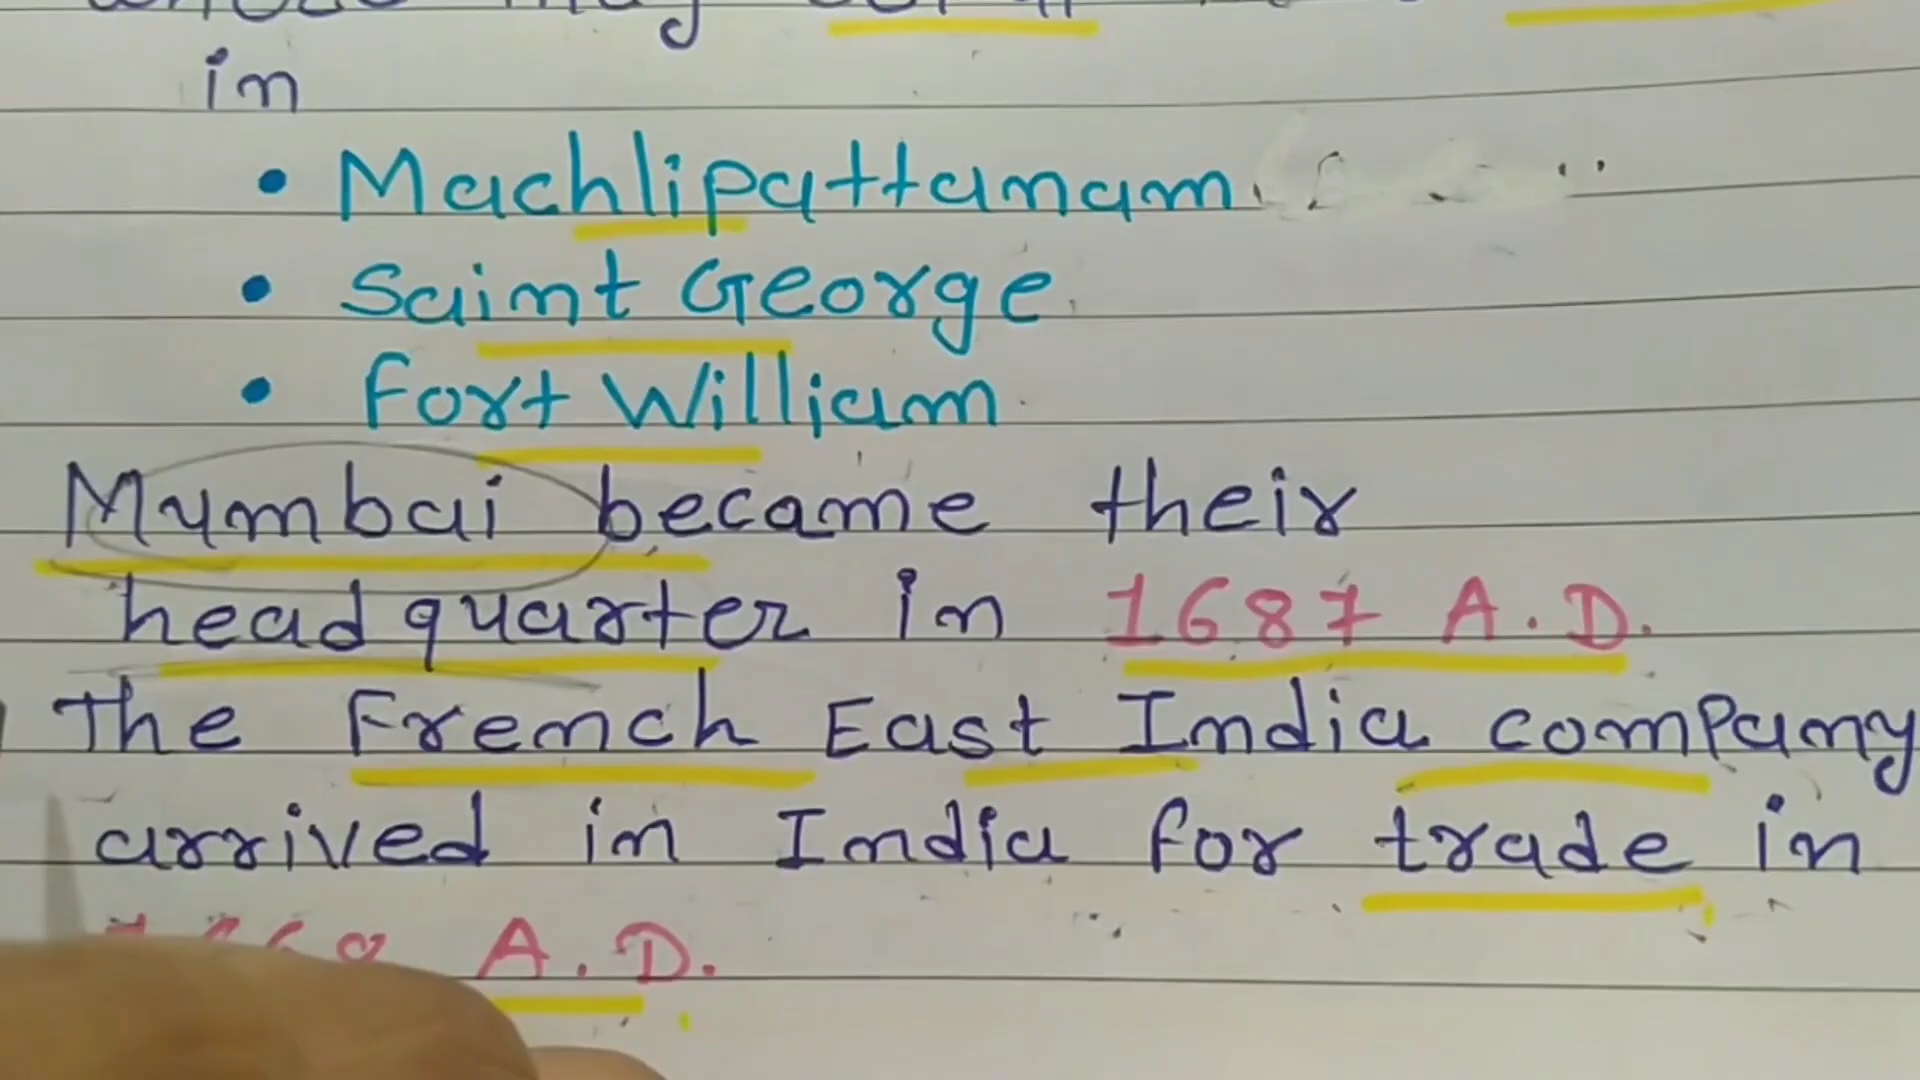 in
• Machlipattanam
• Saint George
• Fort William
Mumbai became their
headquarter in 1687 A.D.
The French East India company
arrived in India for trade in
A.D.